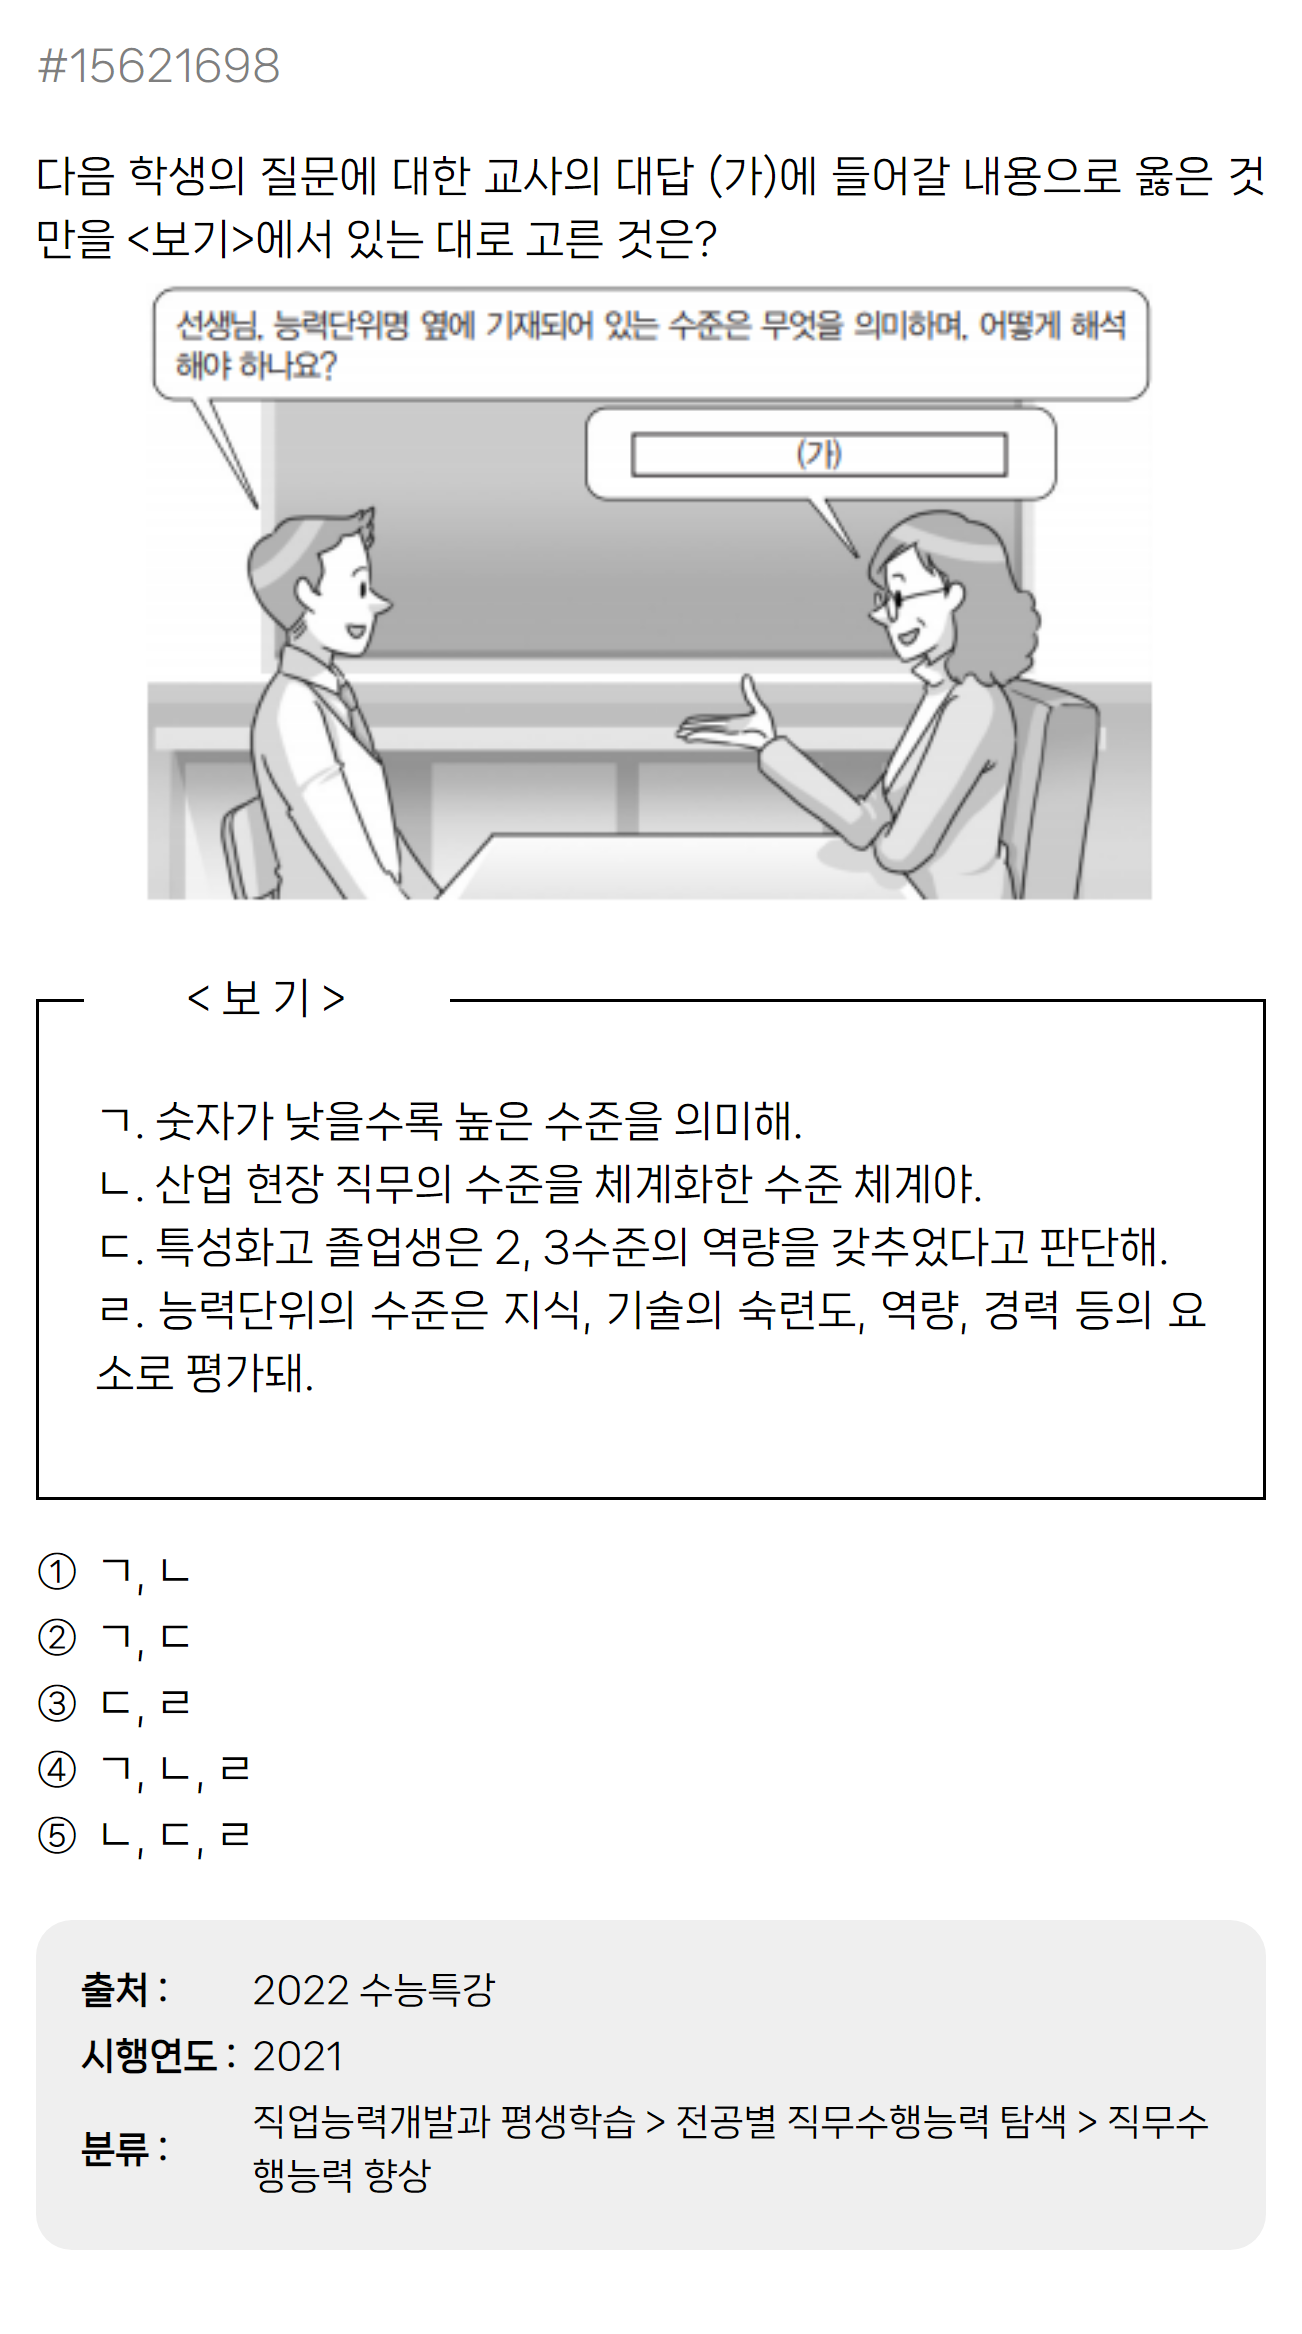 #15621698
다음 학생의 질문에 대한 교사의 대답 (가)에 들어갈 내용으로 옳은 것
만을 <보기>에서 있는 대로 고른 것은?
선생님, 능력단위명 옆에 기재되어 있는 수준은 무엇을 의미하며, 어떻게 해석
해야 하나요?
(가)
< 보 기 >
ㄱ. 숫자가 낮을수록 높은 수준을 의미해.
ㄴ. 산업 현장 직무의 수준을 체계화한 수준 체계야.
ㄷ. 특성화고 졸업생은 2, 3수준의 역량을 갖추었다고 판단해.
ㄹ. 능력단위의 수준은 지식, 기술의 숙련도, 역량, 경력 등의 요
소로 평가돼.
① ㄱ, ㄴ
② ㄱ, ㄷ
③ ㄷ, ㄹ
④ ㄱ, ㄴ, ㄹ
⑤ ㄴ, ㄷ, ㄹ
출처 : 2022 수능특강
시행연도 : 2021
분류 : 직업능력개발과 평생학습 > 전공별 직무수행능력 탐색 > 직무수
행능력 향상